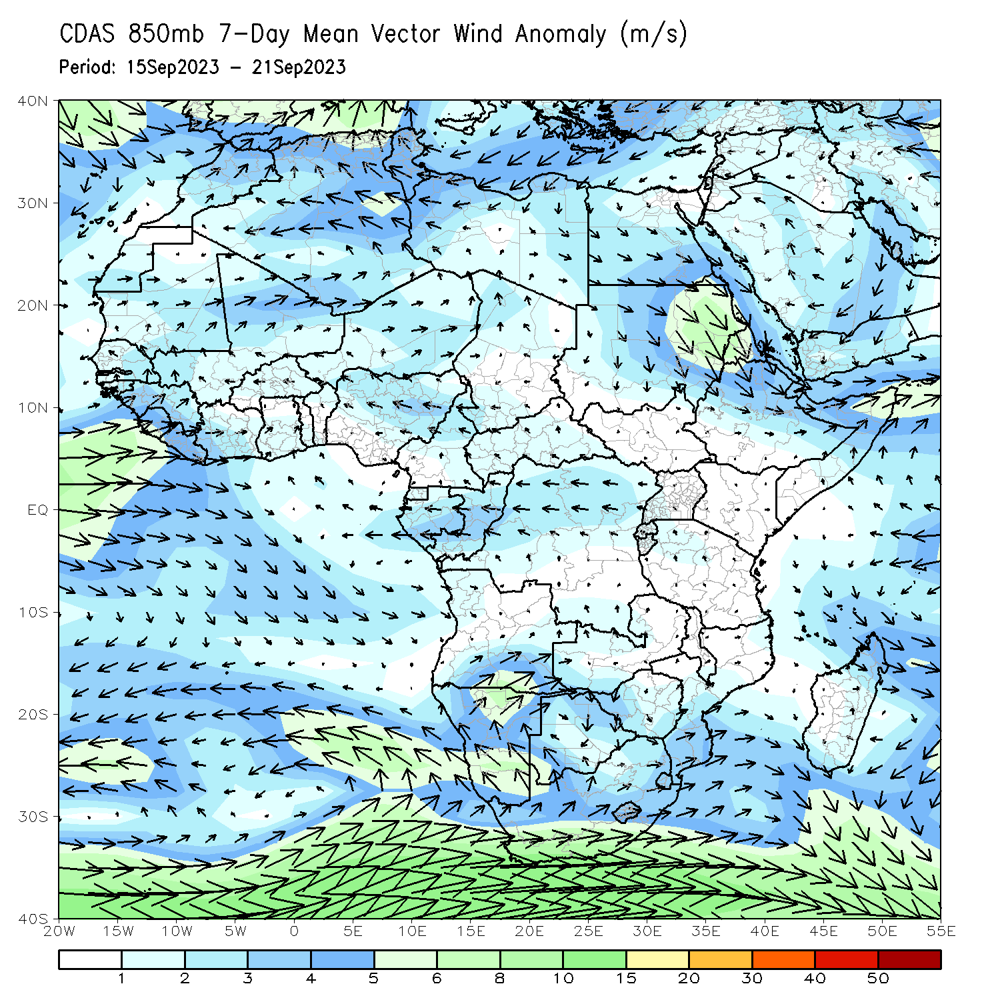 CDAS 850mb 7-Day Mean Vector Wind Anomaly (m/s)
Period: 15Sep2023 - 21Sep2023
40N
30N
20N
10N
EQ
10S
20S
30S
40S
20W 15W 10W 5W 0 5E 10E 15E 20E 25E 30E 35E 40E 45E 50E 55E
1 2 3 4 5 6 8 10 15 20 30 40 50